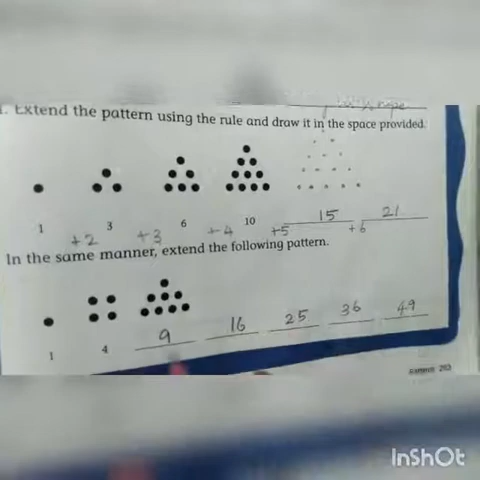 1. Extend the pattern using the rule and draw it in the space provided.
1 3 6 10 15 21
+2 +3 +4 +5 +6
In the same manner, extend the following pattern.
1 4 9 16 25 36 49
InShOt